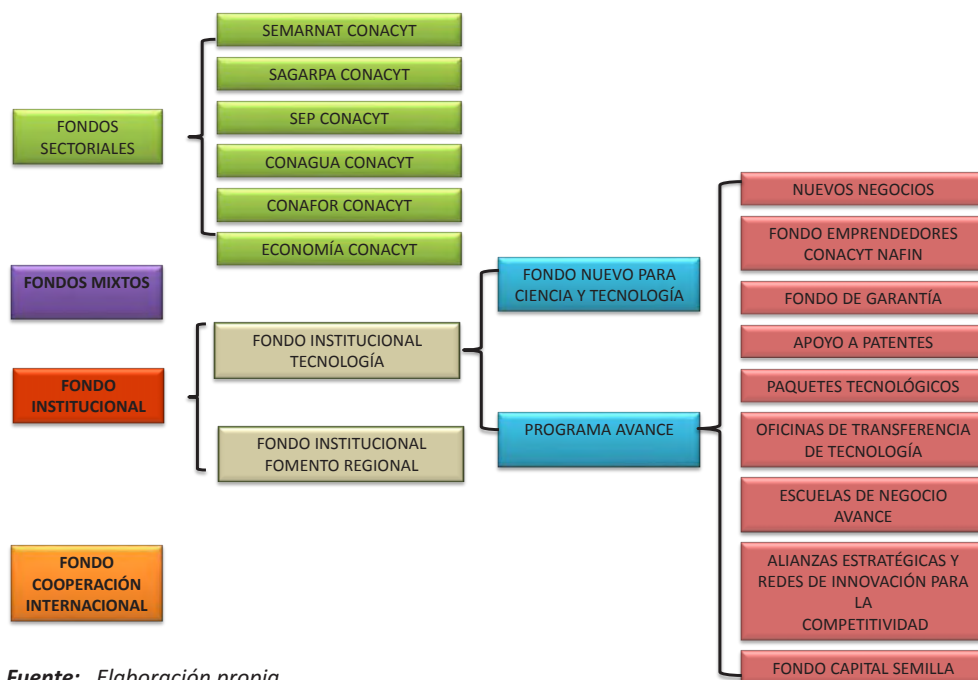 SEMARNAT CONACYT
SAGARPA CONACYT
SEP CONACYT
CONAGUA CONACYT
CONAFOR CONACYT
ECONOMÍA CONACYT
FONDOS
SECTORIALES
FONDOS MIXTOS
FONDO
INSTITUCIONAL
FONDO
COOPERACIÓN
INTERNACIONAL
FONDO INSTITUCIONAL
TECNOLOGÍA
FONDO INSTITUCIONAL
FOMENTO REGIONAL
FONDO NUEVO PARA
CIENCIA Y TECNOLOGÍA
PROGRAMA AVANCE
NUEVOS NEGOCIOS
FONDO EMPRENDEDORES
CONACYT NAFIN
FONDO DE GARANTÍA
APOYO A PATENTES
PAQUETES TECNOLÓGICOS
OFICINAS DE TRANSFERENCIA
DE TECNOLOGÍA
ESCUELAS DE NEGOCIO
AVANCE
ALIANZAS ESTRATÉGICAS Y
REDES DE INNOVACIÓN PARA
LA
COMPETITIVIDAD
FONDO CAPITAL SEMILLA
Fuente: Elaboración propia